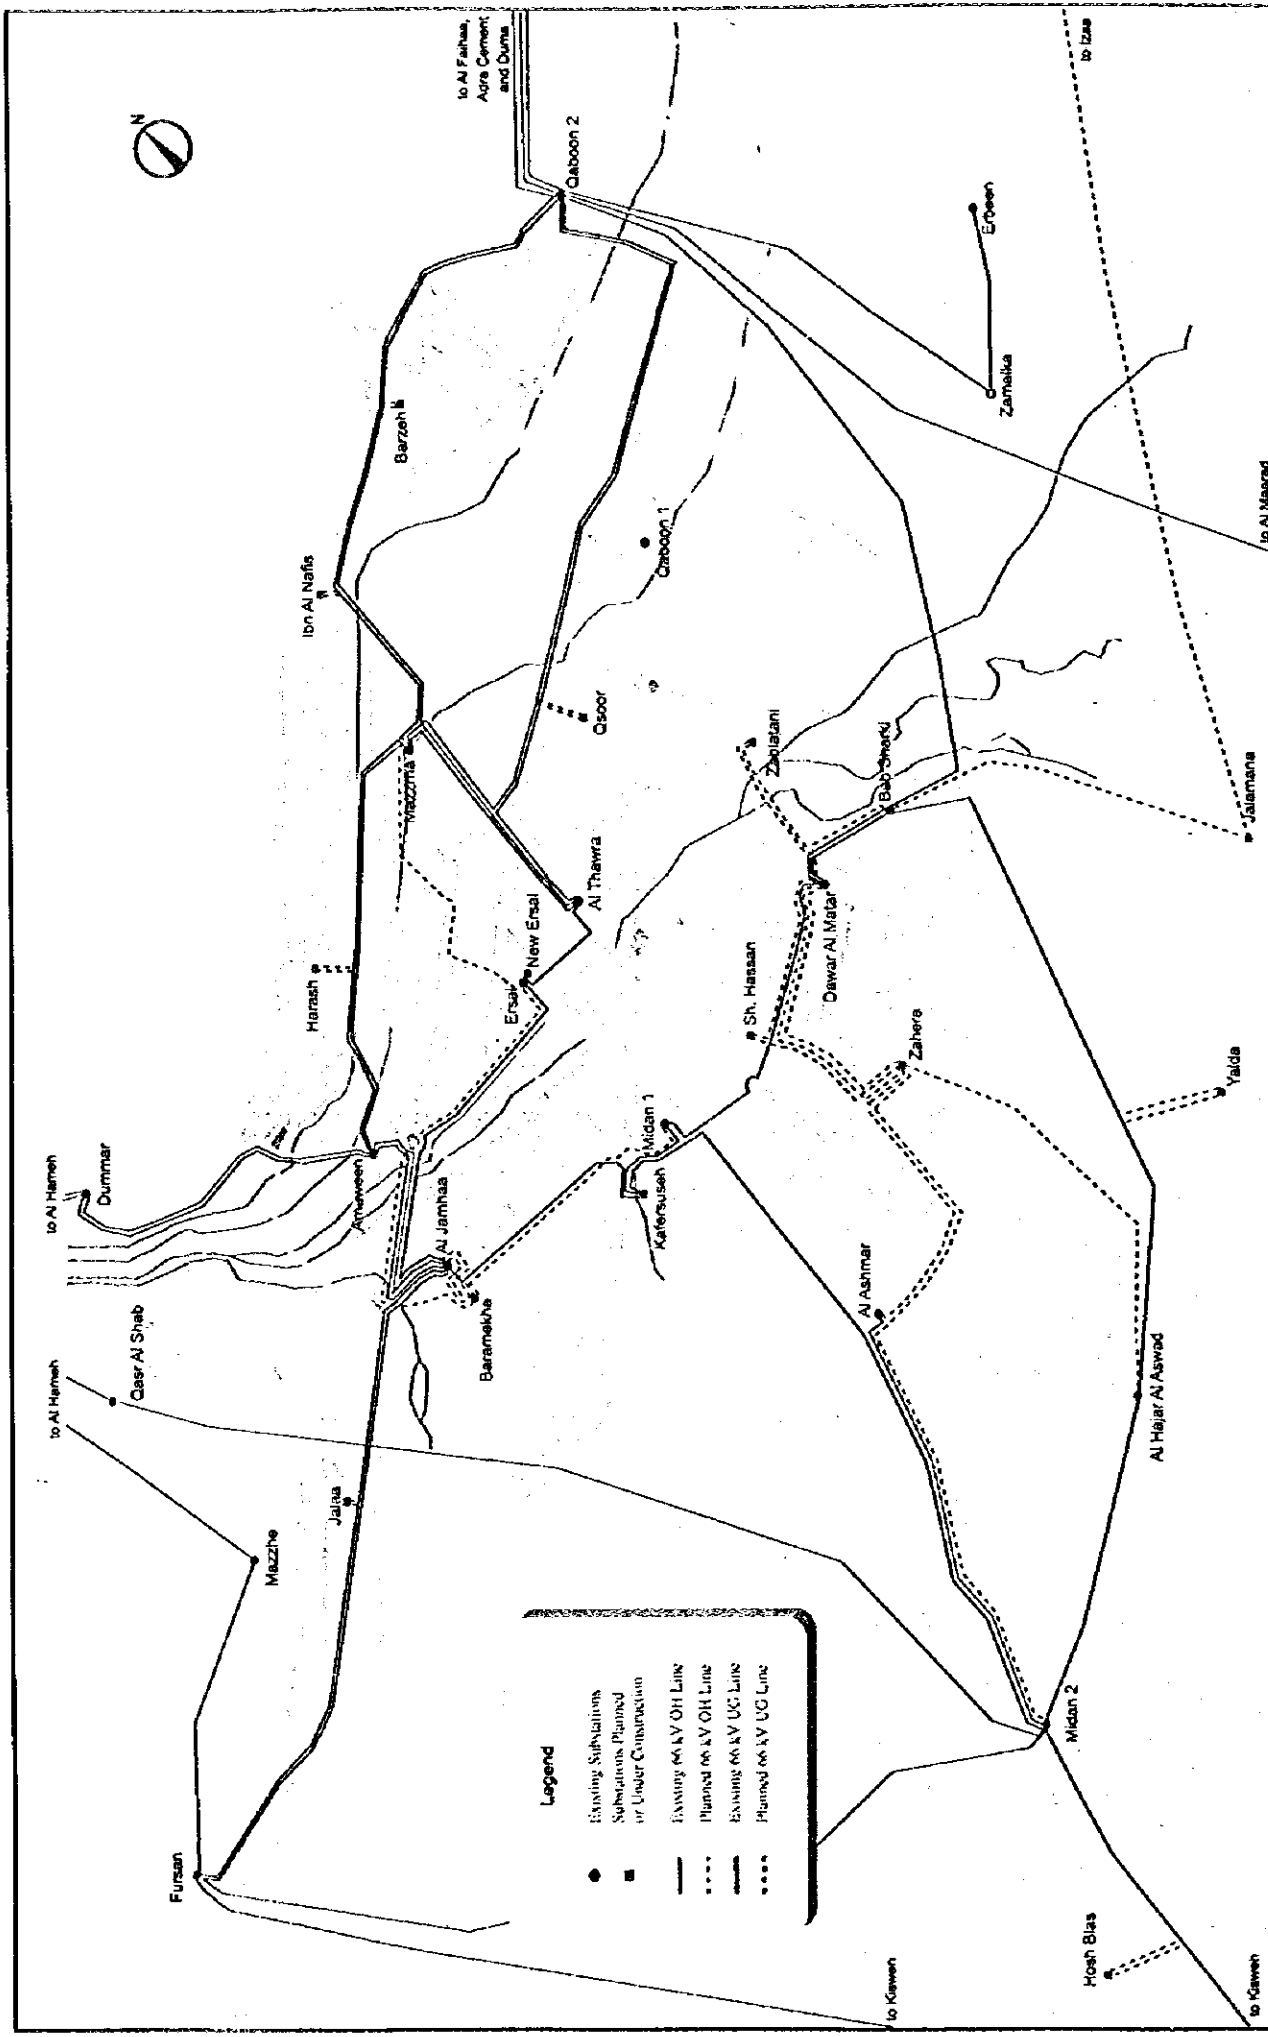 to Al Faihaa,
Adra Cement
and Duma
N
Qaboon 2
to Izaa
Erbeen
Zamalka
to Al Maarad
Barzeh
Qaboon 1
Ibn Al Nafis
Mazzraa
Qsoor
Zablatani
Bab Sharki
Jalamana
Harash
Al Thawra
New Ersal
Ersal
Sh. Hassan
Dawar Al Matar
Zahera
Yalda
to Al Hameh
Dummar
Amaween
Al Jamhaa
Midan 1
Kafersuseh
Baramekha
Al Ashmar
Al Hajar Al Aswad
Qasr Al Shab
to Al Hameh
Mazzhe
Jalaa
Fursan
Midan 2
Hosh Blas
to Kisweh
to Kisweh
Legend
Existing Substations
Substations Planned
or Under Construction
Existing 66 kV OH Line
Planned 66 kV OH Line
Existing 66 kV UG Line
Planned 66 kV UG Line